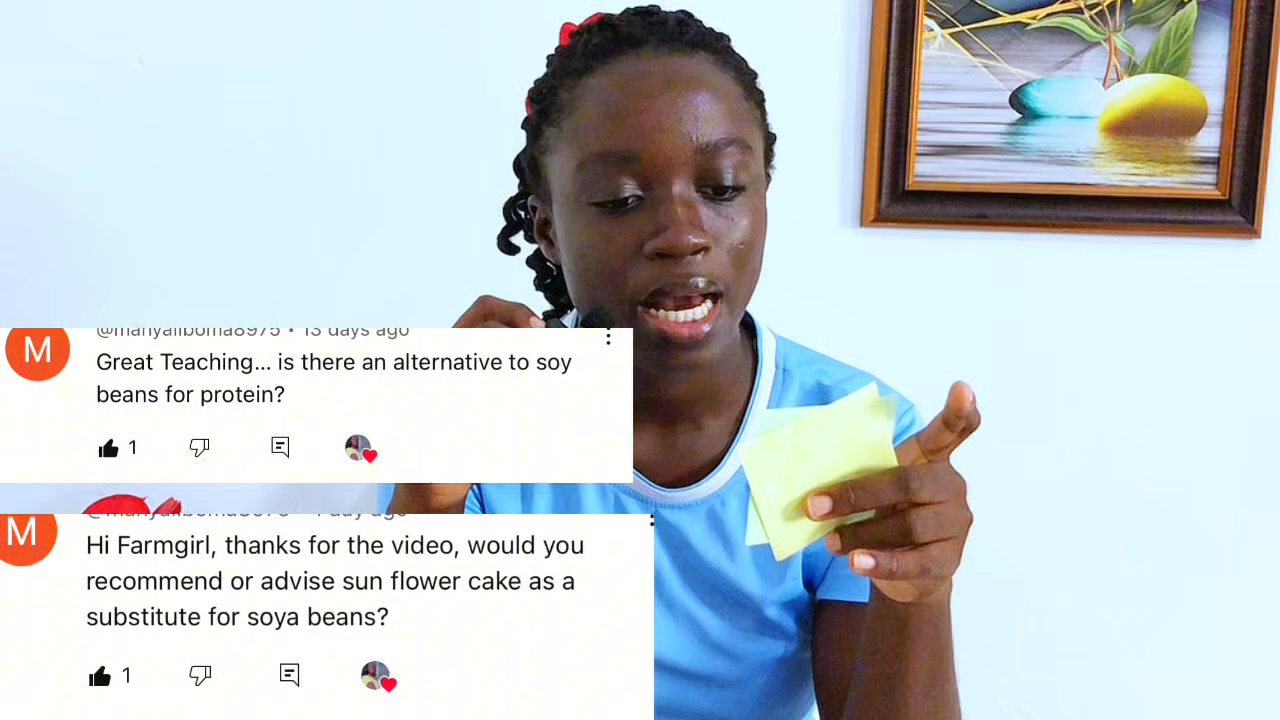 M
Great Teaching... is there an alternative to soy
beans for protein?
1
M
Hi Farmgirl, thanks for the video, would you
recommend or advise sun flower cake as a
substitute for soya beans?
1